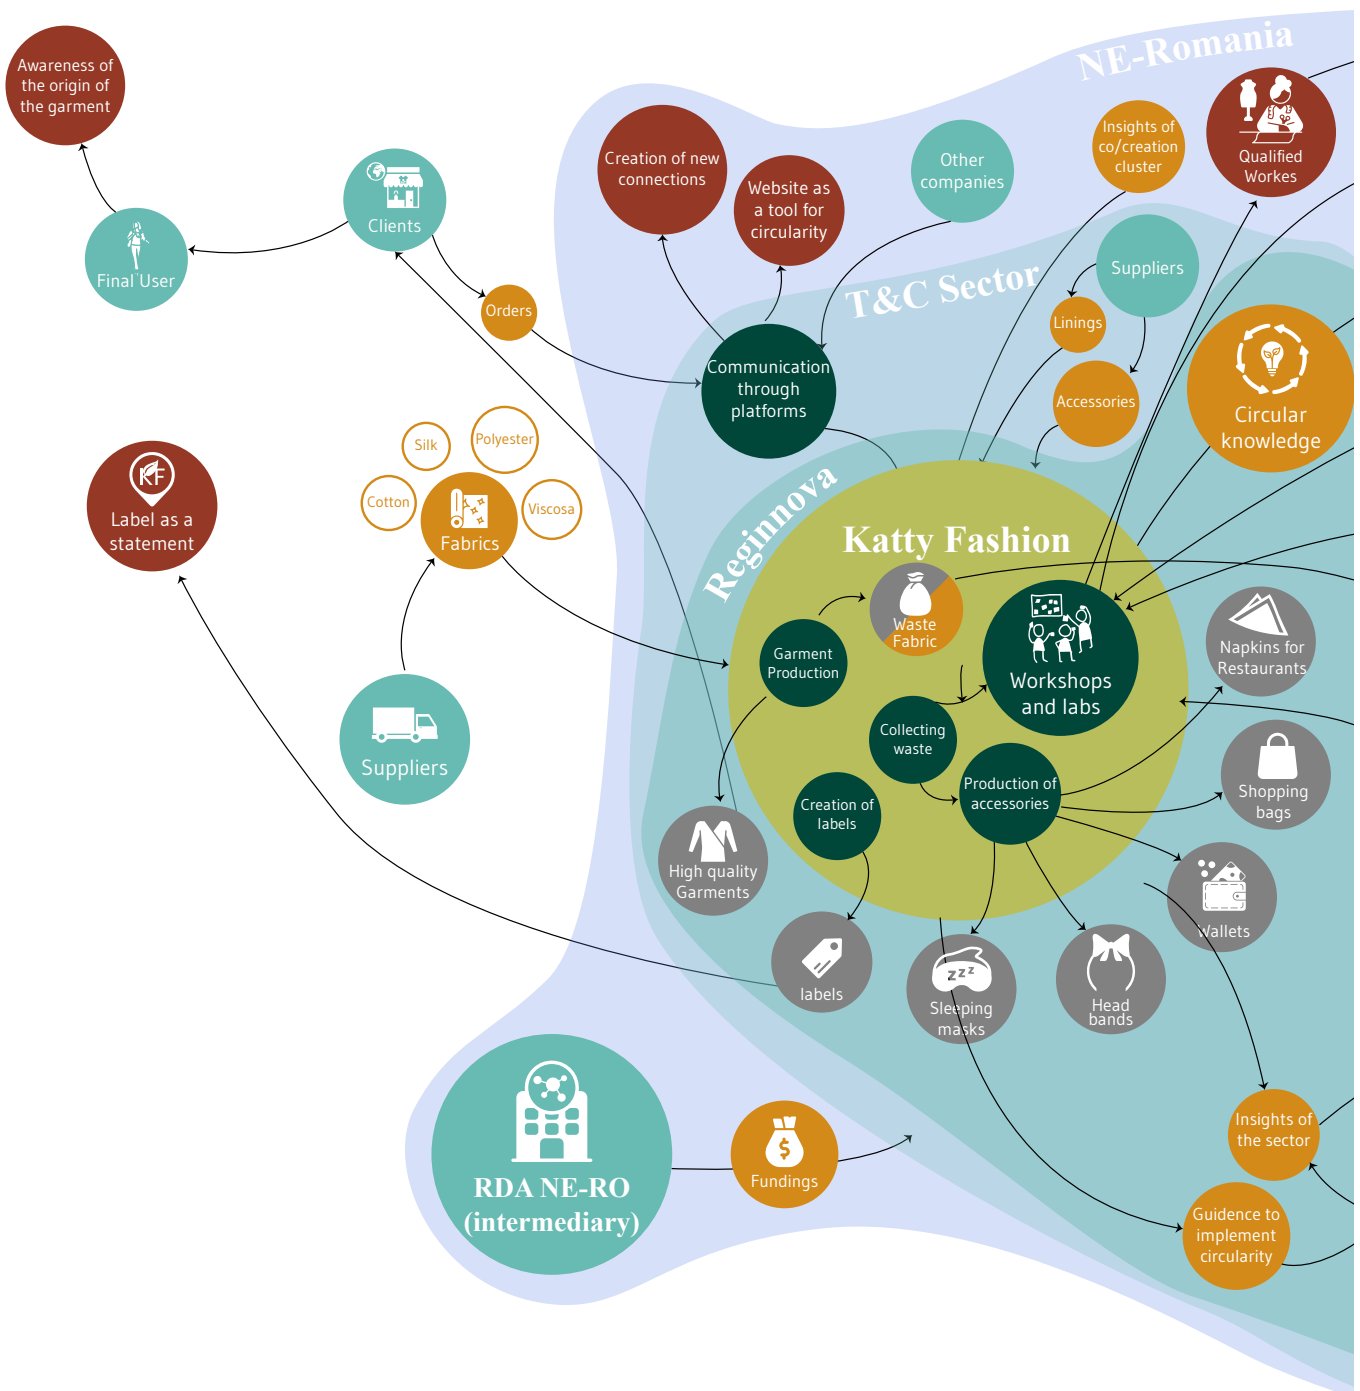 NE-Romania
Awareness of
the origin of
the garment
Final User
Clients
Orders
Creation of new
connections
Website as
a tool for
circularity
Other
companies
Insights of
co/creation
cluster
Qualified
Workes
T&C Sector
Suppliers
Linings
Accessories
Communication
through
platforms
Circular
knowledge
Silk
Polyester
Cotton
Viscosa
Fabrics
KF
Label as a
statement
Suppliers
Reginnova
Katty Fashion
Waste
Fabric
Garment
Production
Workshops
and labs
Collecting
waste
Production of
accessories
Creation of
labels
Napkins for
Restaurants
Shopping
bags
Wallets
High quality
Garments
labels
zzz
Sleeping
masks
Head
bands
RDA NE-RO
(intermediary)
$
Fundings
Insights of
the sector
Guidence to
implement
circularity